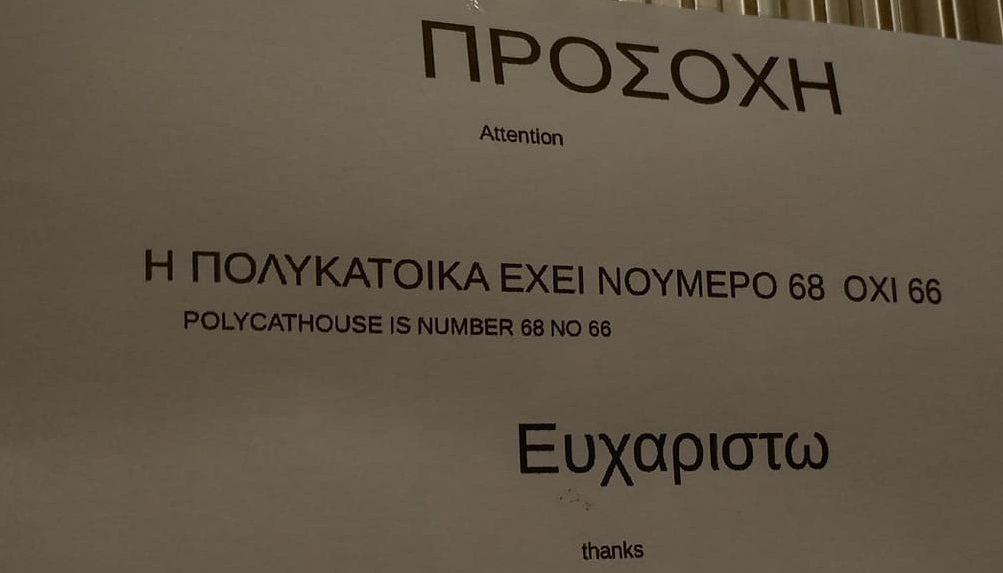 ΠΡΟΣΟΧΗ
Attention
Η ΠΟΛΥΚΑΤΟΙΚΑ ΕΧΕΙ ΝΟΥΜΕΡΟ 68 ΟΧΙ 66
POLYCATHOUSE IS NUMBER 68 NO 66
Ευχαριστω
thanks